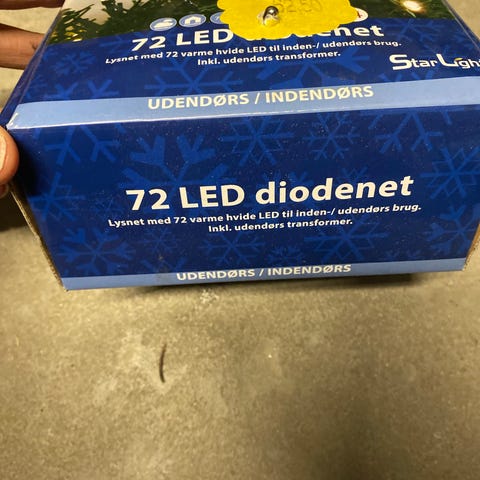 72 LED diodenet
Lysnet med 72 varme hvide LED til inden-/ udendørs brug.
Inkl. udendørs transformer.
UDENDØRS / INDENDØRS
72 LED diodenet
Lysnet med 72 varme hvide LED til inden-/ udendørs brug.
Inkl. udendørs transformer.
UDENDØRS / INDENDØRS